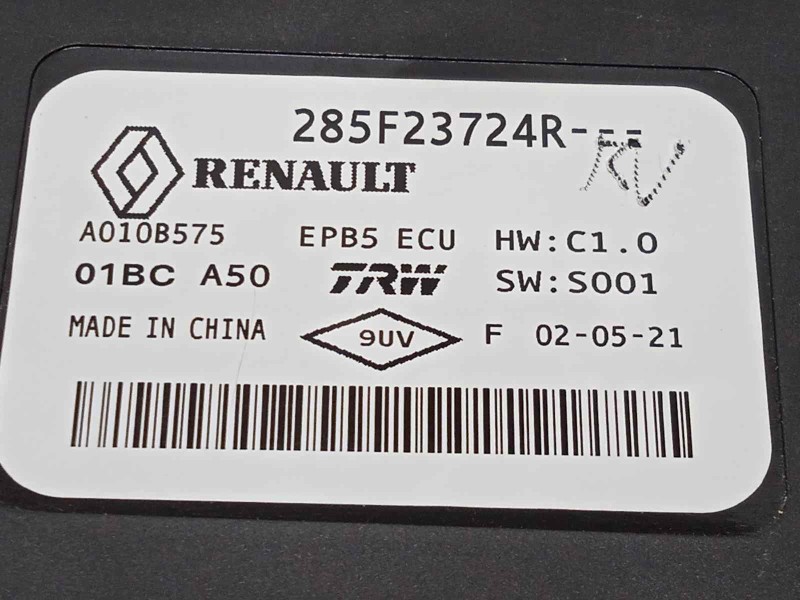 285F23724R---
RENAULT
RV
A010B575 EPB5 ECU HW:C1.0
01BC A50 TRW SW:S001
MADE IN CHINA 9UV F 02-05-21